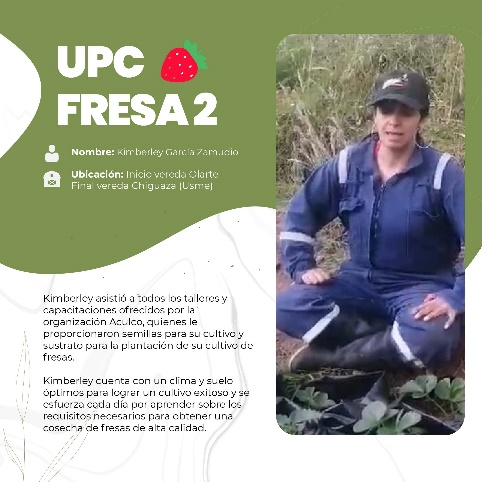 UPC
FRESA 2
Nombre: Kimberley García Zamudio
Ubicación: Inicio vereda Olarte
Final vereda Chiguaza (Usme)
Kimberley asistió a todos los talleres y
capacitaciones ofrecidos por la
organización Aculco, quienes le
proporcionaron semillas para su cultivo y
sustrato para la plantación de su cultivo de
fresas.
Kimberley cuenta con un clima y suelo
óptimos para lograr un cultivo exitoso y se
esfuerza cada día por aprender sobre los
requisitos necesarios para obtener una
cosecha de fresas de alta calidad.